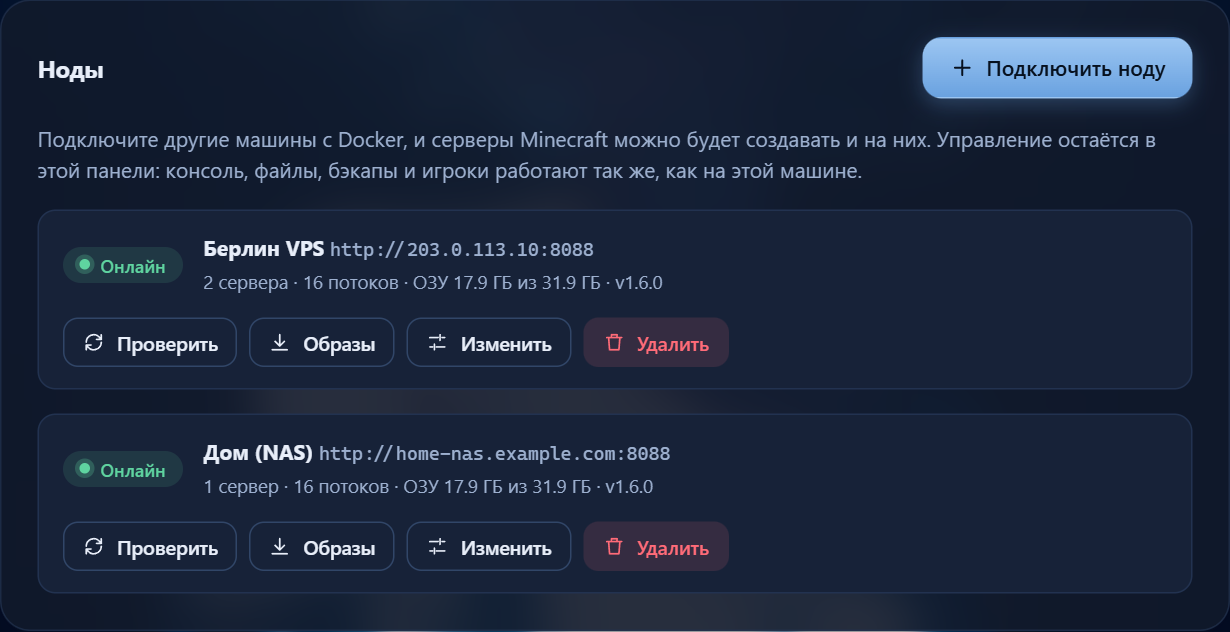 Ноды
+ Подключить ноду
Подключите другие машины с Docker, и серверы Minecraft можно будет создавать и на них. Управление остаётся в
этой панели: консоль, файлы, бэкапы и игроки работают так же, как на этой машине.
Онлайн
Берлин VPS http://203.0.113.10:8088
2 сервера · 16 потоков · ОЗУ 17.9 ГБ из 31.9 ГБ · v1.6.0
Проверить Образы Изменить Удалить
Онлайн
Дом (NAS) http://home-nas.example.com:8088
1 сервер · 16 потоков · ОЗУ 17.9 ГБ из 31.9 ГБ · v1.6.0
Проверить Образы Изменить Удалить